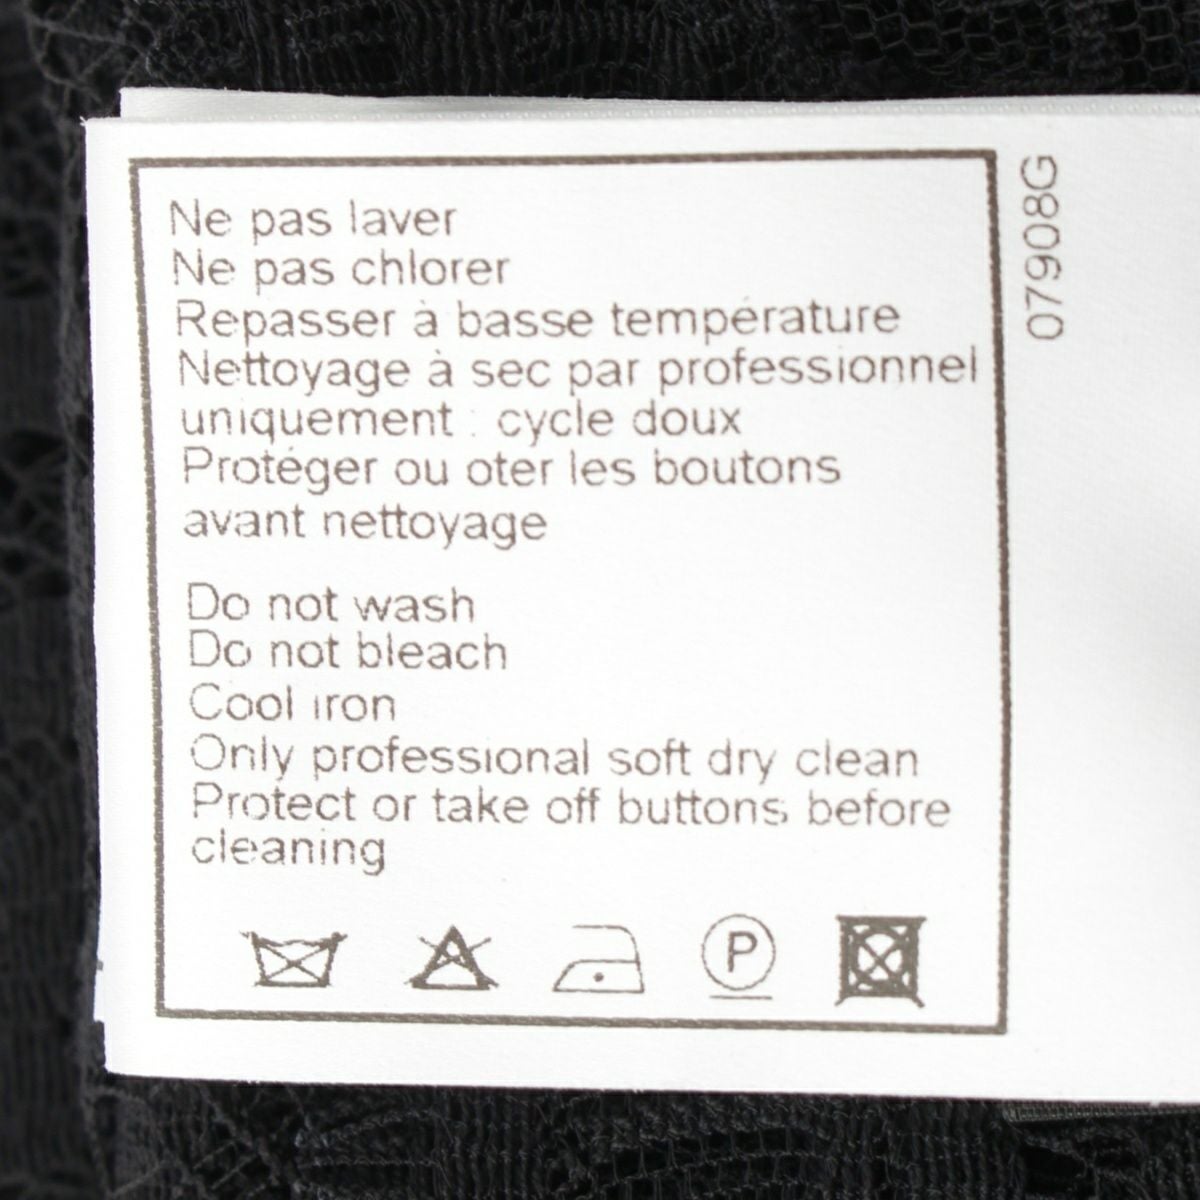 Ne pas laver
Ne pas chlorer
Repasser à basse température
Nettoyage à sec par professionnel
uniquement : cycle doux
Protéger ou oter les boutons
avant nettoyage
Do not wash
Do not bleach
Cool iron
Only professional soft dry clean
Protect or take off buttons before
cleaning
P
07908G